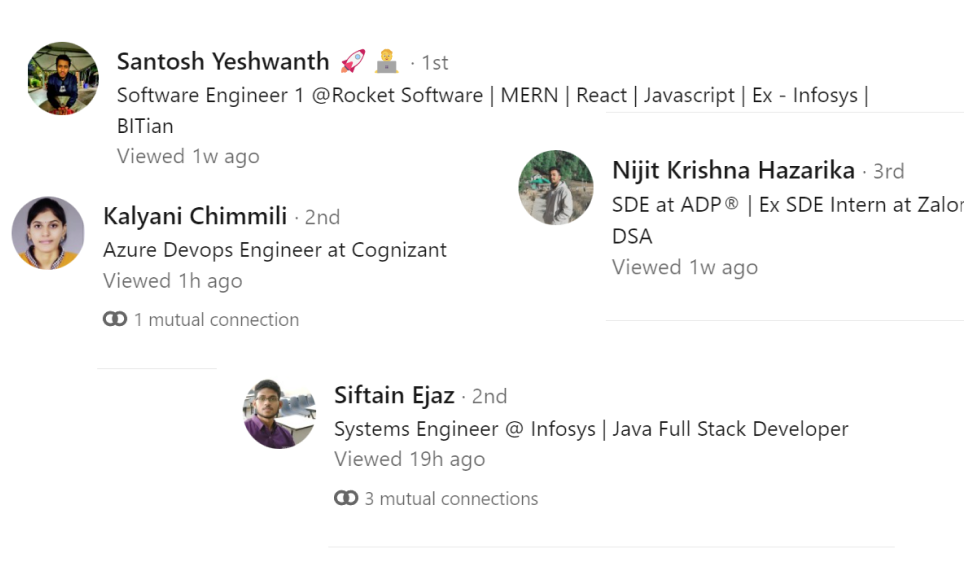 Santosh Yeshwanth 🚀 👨‍💻 · 1st
Software Engineer 1 @Rocket Software | MERN | React | Javascript | Ex - Infosys |
BITian
Viewed 1w ago
Nijit Krishna Hazarika · 3rd
SDE at ADP® | Ex SDE Intern at
DSA
Viewed 1w ago
Kalyani Chimmili · 2nd
Azure Devops Engineer at Cognizant
Viewed 1h ago
1 mutual connection
Siftain Ejaz · 2nd
Systems Engineer @ Infosys | Java Full Stack Developer
Viewed 19h ago
3 mutual connections